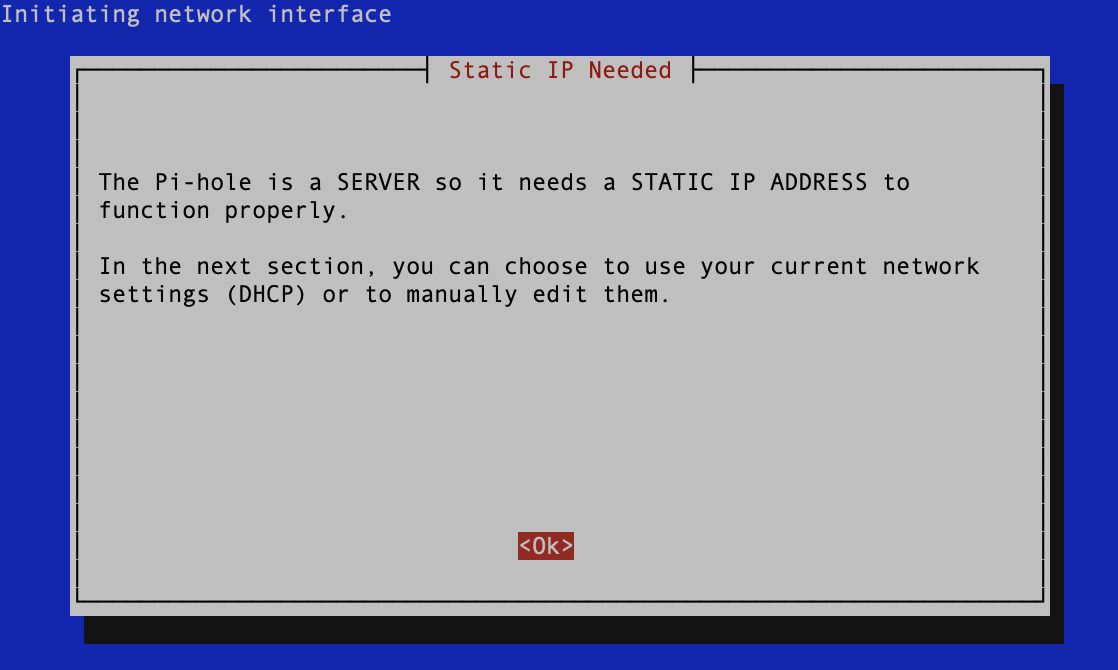 Initiating network interface
Static IP Needed
The Pi-hole is a SERVER so it needs a STATIC IP ADDRESS to
function properly.
In the next section, you can choose to use your current network
settings (DHCP) or to manually edit them.
<Ok>